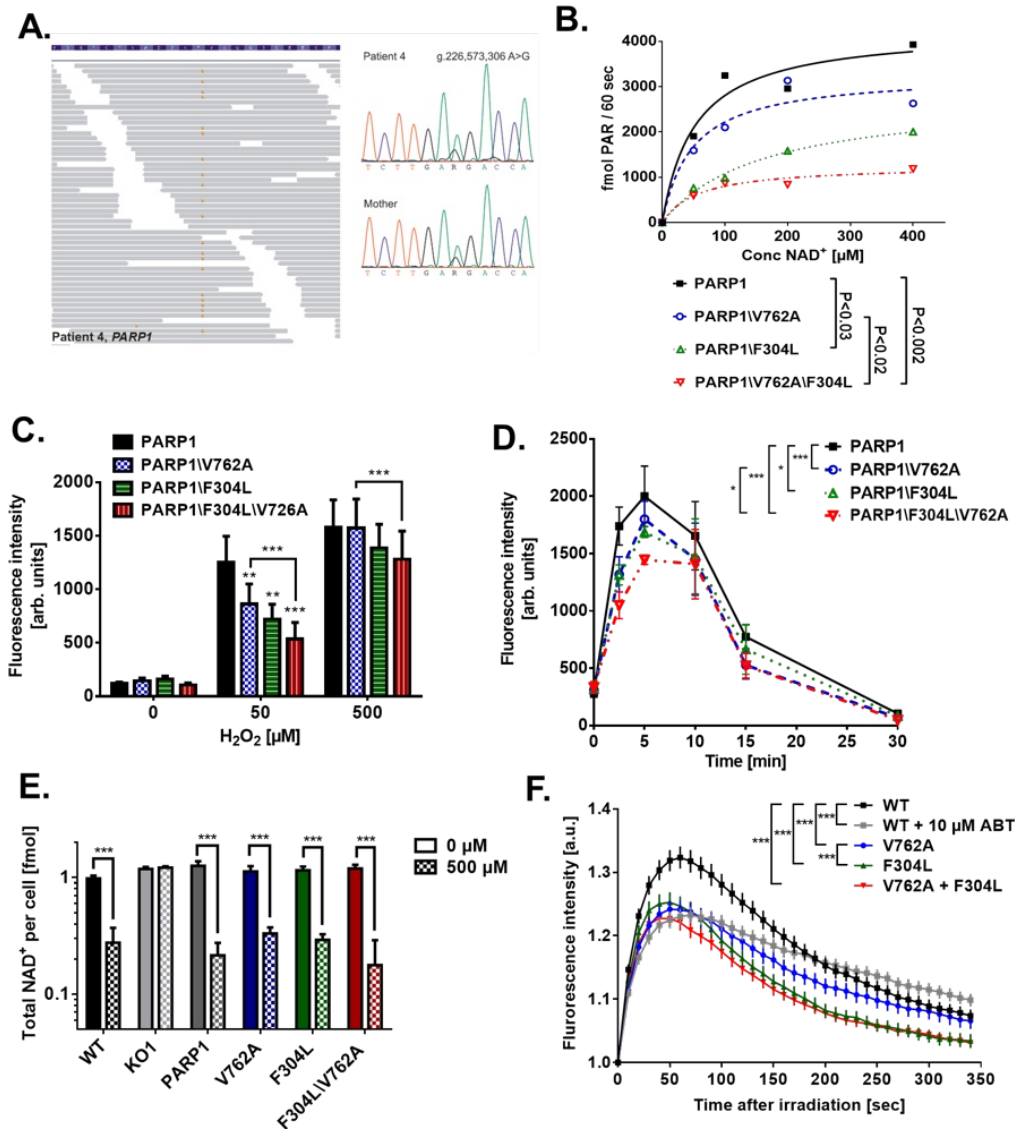 A.
Patient 4
g.226,573,306 A>G
T C T T G A R G A C C A
Mother
T C T T G A R G A C C A
Patient 4, PARP1
B.
fmol PAR / 60 sec
4000
3000
2000
1000
0
0
100
200
300
400
Conc NAD⁺ [µM]
PARP1
PARP1\V762A
PARP1\F304L
PARP1\V762A\F304L
P<0.03
P<0.02
P<0.002
C.
PARP1
PARP1\V762A
PARP1\F304L
PARP1\F304L\V726A
Fluorescence intensity
[arb. units]
2000
1500
1000
500
0
***
**
**
***
***
0
50
500
H₂O₂ [µM]
D.
Fluorescence intensity
[arb. units]
2500
2000
1500
1000
500
0
0
5
10
15
20
25
30
Time [min]
*
***
*
***
PARP1
PARP1\V762A
PARP1\F304L
PARP1\F304L\V762A
E.
Total NAD⁺ per cell [fmol]
1
0.1
***
***
***
***
***
0 µM
500 µM
WT
KO1
PARP1
V762A
F304L
F304L\V762A
F.
Flurorescence intensity [a.u.]
1.4
1.3
1.2
1.1
1.0
0
50
100
150
200
250
300
350
Time after irradiation [sec]
***
***
***
***
***
***
WT
WT + 10 µM ABT
V762A
F304L
V762A + F304L